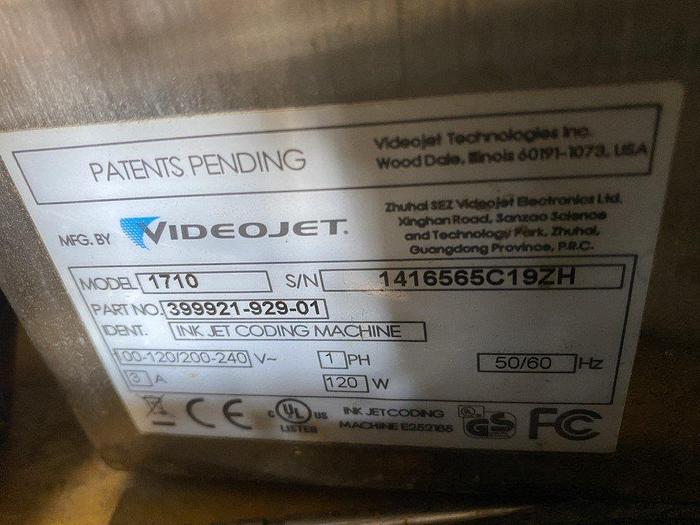 PATENTS PENDING
Videojet Technologies Inc.
Wood Dale, Illinois 60191-1073, USA
MFG. BY VIDEOJET.
Zhuhai SEZ Videojet Electronics Ltd.
Xinghan Road, Sanzao Science
and Technology Park, Zhuhai,
Guangdong Province, P.R.C.
MODEL 1710 S/N 1416565C19ZH
PART NO. 399921-929-01
IDENT. INK JET CODING MACHINE
100-120/200-240 V~ 1 PH 50/60 Hz
3 A 120 W
CE
C UL US
LISTED
INK JET CODING
MACHINE E252185
UL GS
FC